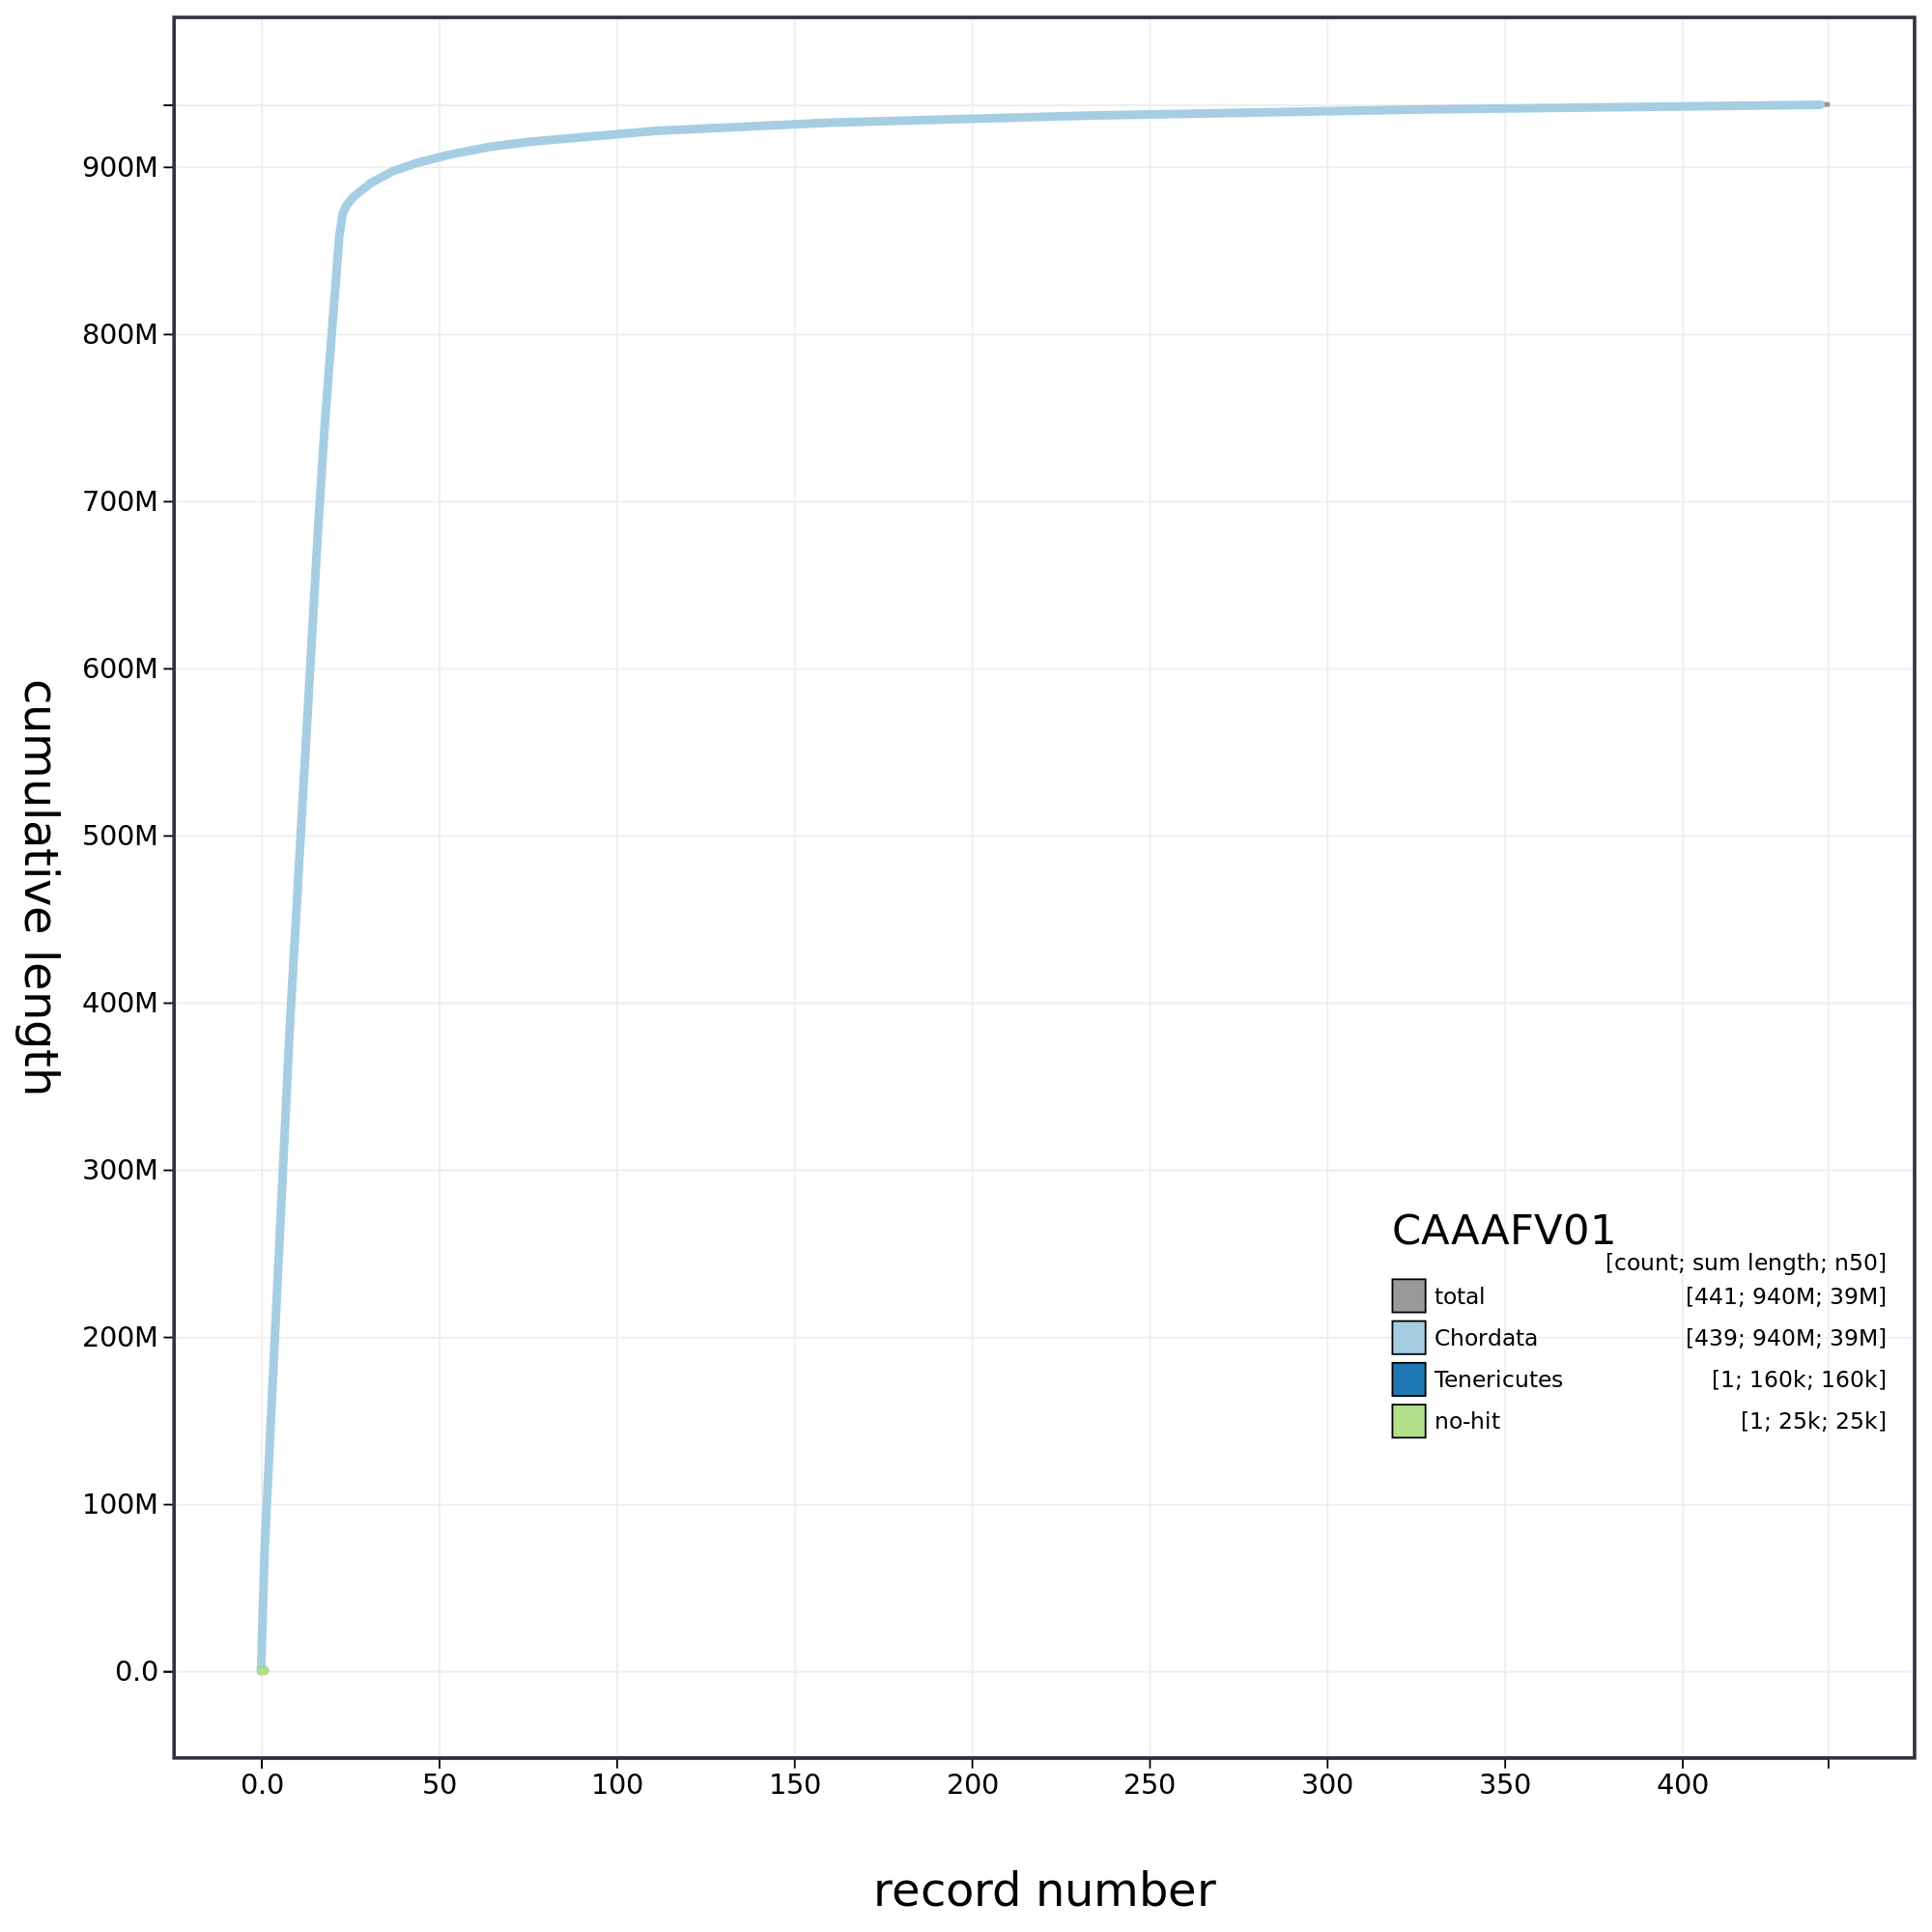 cumulative length
900M
800M
700M
600M
500M
400M
300M
200M
100M
0.0
CAAAFV01
[count; sum length; n50]
total [441; 940M; 39M]
Chordata [439; 940M; 39M]
Tenericutes [1; 160k; 160k]
no-hit [1; 25k; 25k]
0.0 50 100 150 200 250 300 350 400
record number